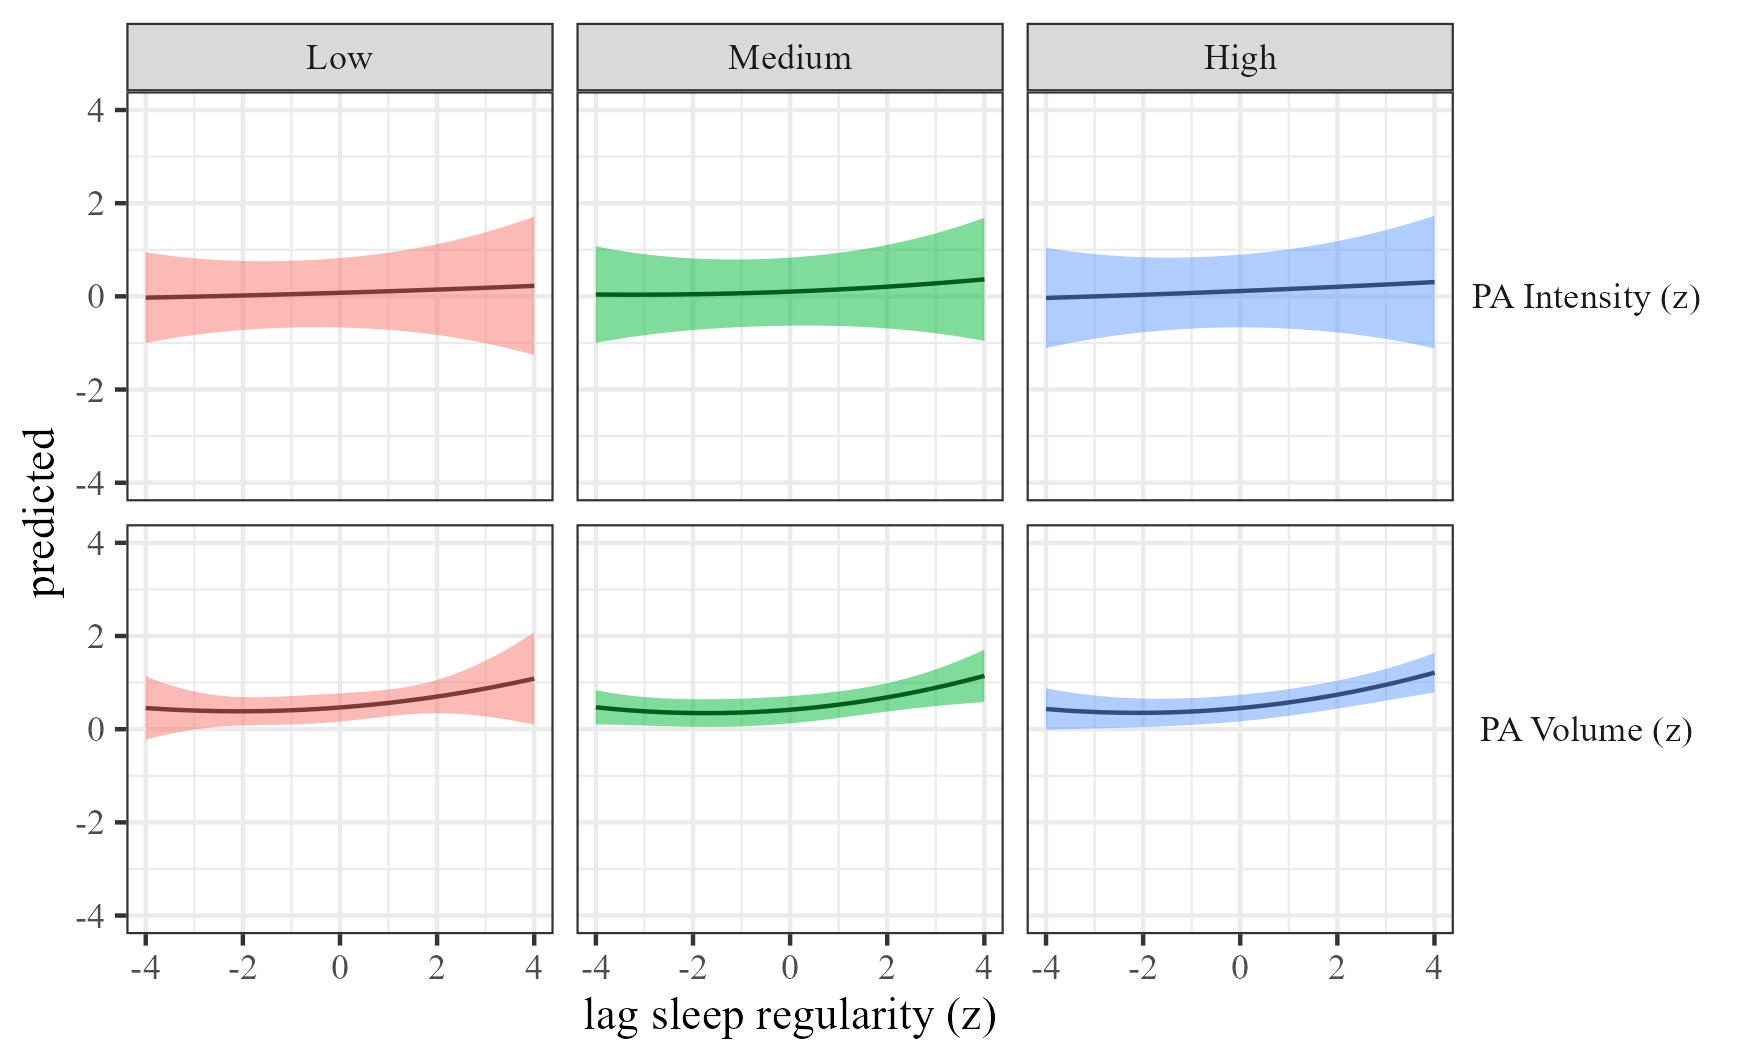 Low
Medium
High
4
2
0
-2
-4
PA Intensity (z)
predicted
4
2
0
-2
-4
PA Volume (z)
-4 -2 0 2 4
-4 -2 0 2 4
-4 -2 0 2 4
lag sleep regularity (z)